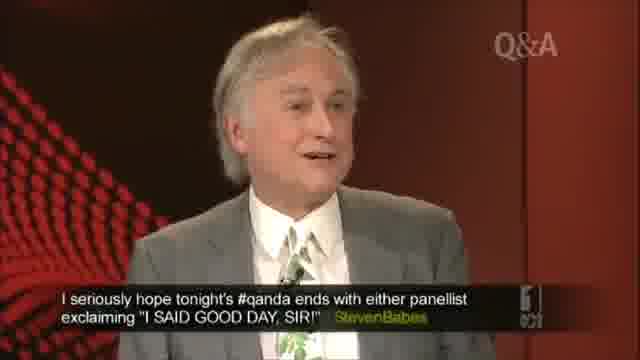 Q&A
I seriously hope tonight's #qanda ends with either panellist
exclaiming "I SAID GOOD DAY, SIR!" StevenBabes